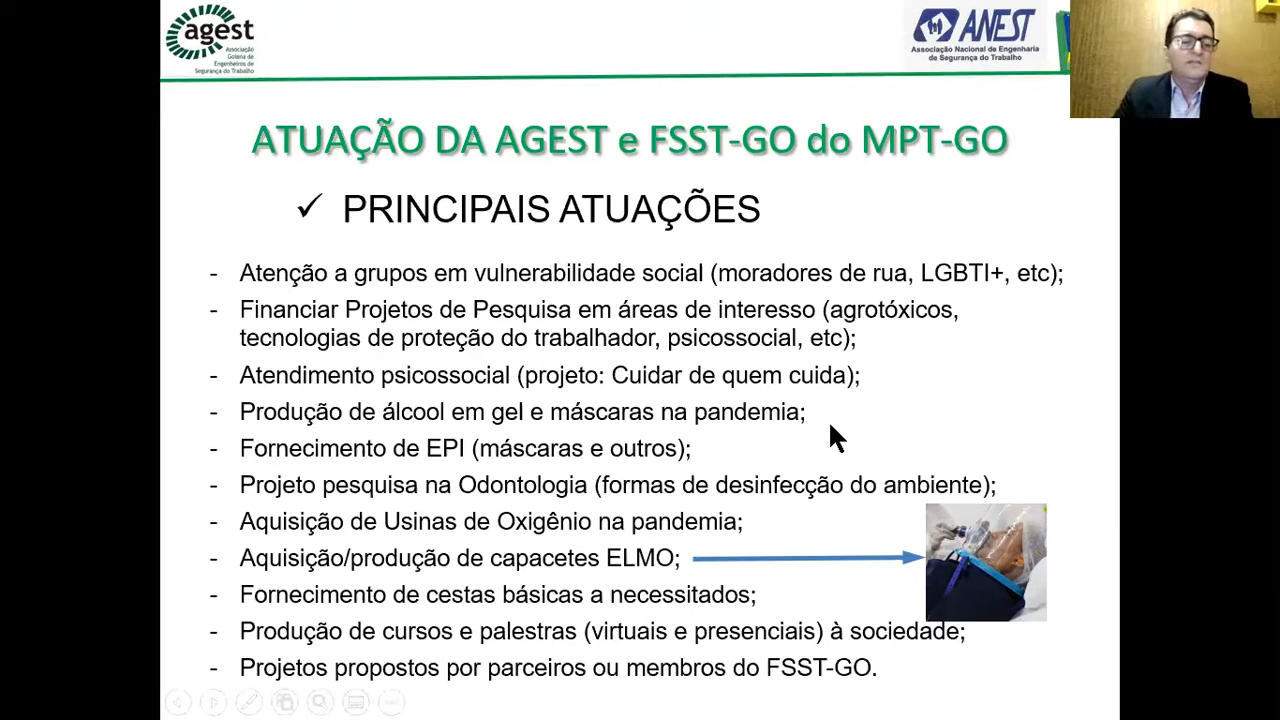 agest
Associação
Goiana de
Engenheiros de
Segurança do Trabalho
ANEST
Associação Nacional de Engenharia
de Segurança do Trabalho
ATUAÇÃO DA AGEST e FSST-GO do MPT-GO
✓ PRINCIPAIS ATUAÇÕES
- Atenção a grupos em vulnerabilidade social (moradores de rua, LGBTI+, etc);
- Financiar Projetos de Pesquisa em áreas de interesso (agrotóxicos,
tecnologias de proteção do trabalhador, psicossocial, etc);
- Atendimento psicossocial (projeto: Cuidar de quem cuida);
- Produção de álcool em gel e máscaras na pandemia;
- Fornecimento de EPI (máscaras e outros);
- Projeto pesquisa na Odontologia (formas de desinfecção do ambiente);
- Aquisição de Usinas de Oxigênio na pandemia;
- Aquisição/produção de capacetes ELMO;
- Fornecimento de cestas básicas a necessitados;
- Produção de cursos e palestras (virtuais e presenciais) à sociedade;
- Projetos propostos por parceiros ou membros do FSST-GO.